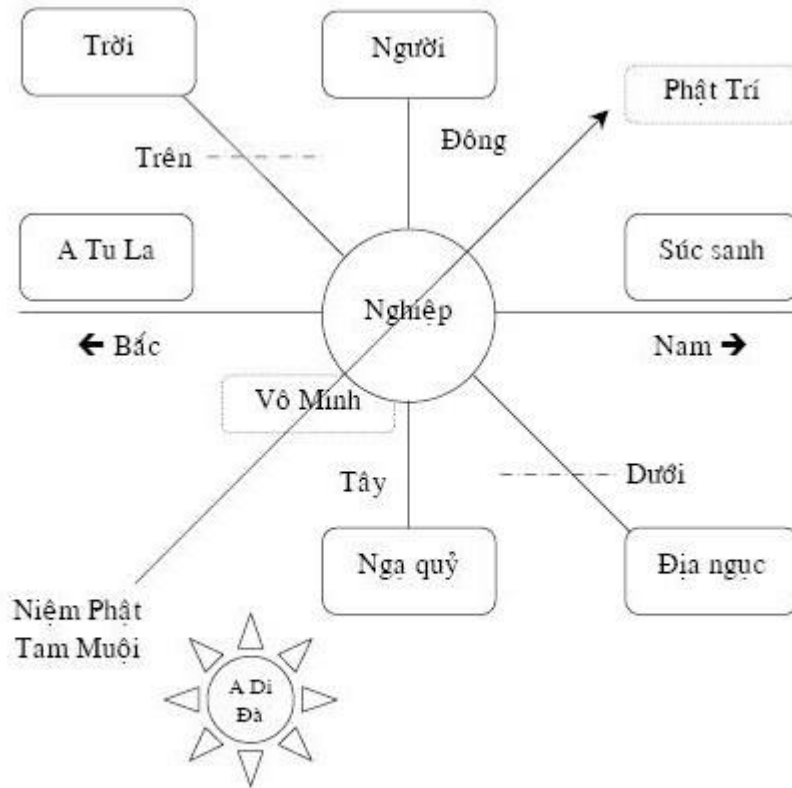 Trời
Người
Phật Trí
Trên
Đông
A Tu La
Súc sanh
Nghiệp
← Bấc
Nam →
Vô Minh
Tây
Dưới
Ngạ quỷ
Địa ngục
Niệm Phật
Tam Muội
A Di
Đà